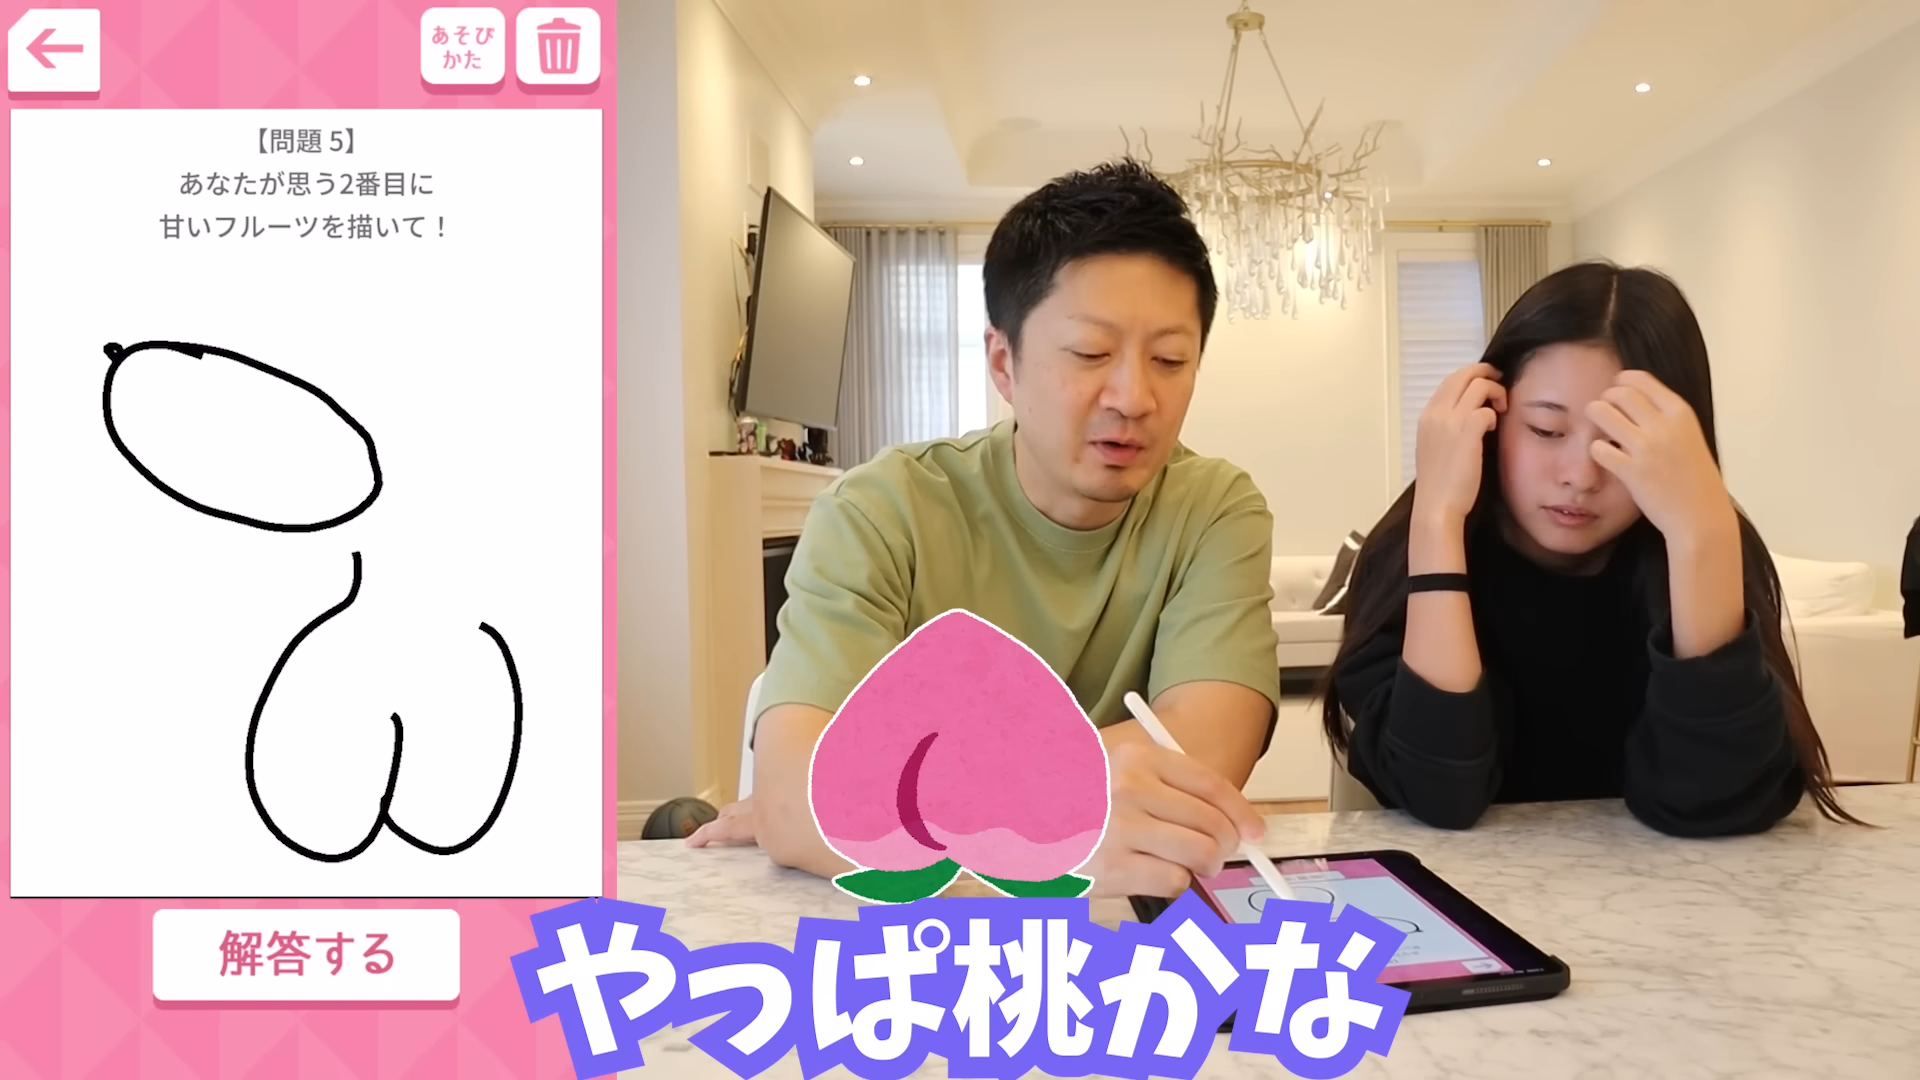 あそび
かた
【問題 5】
あなたが思う2番目に
甘いフルーツを描いて！
解答する
やっぱ桃かな